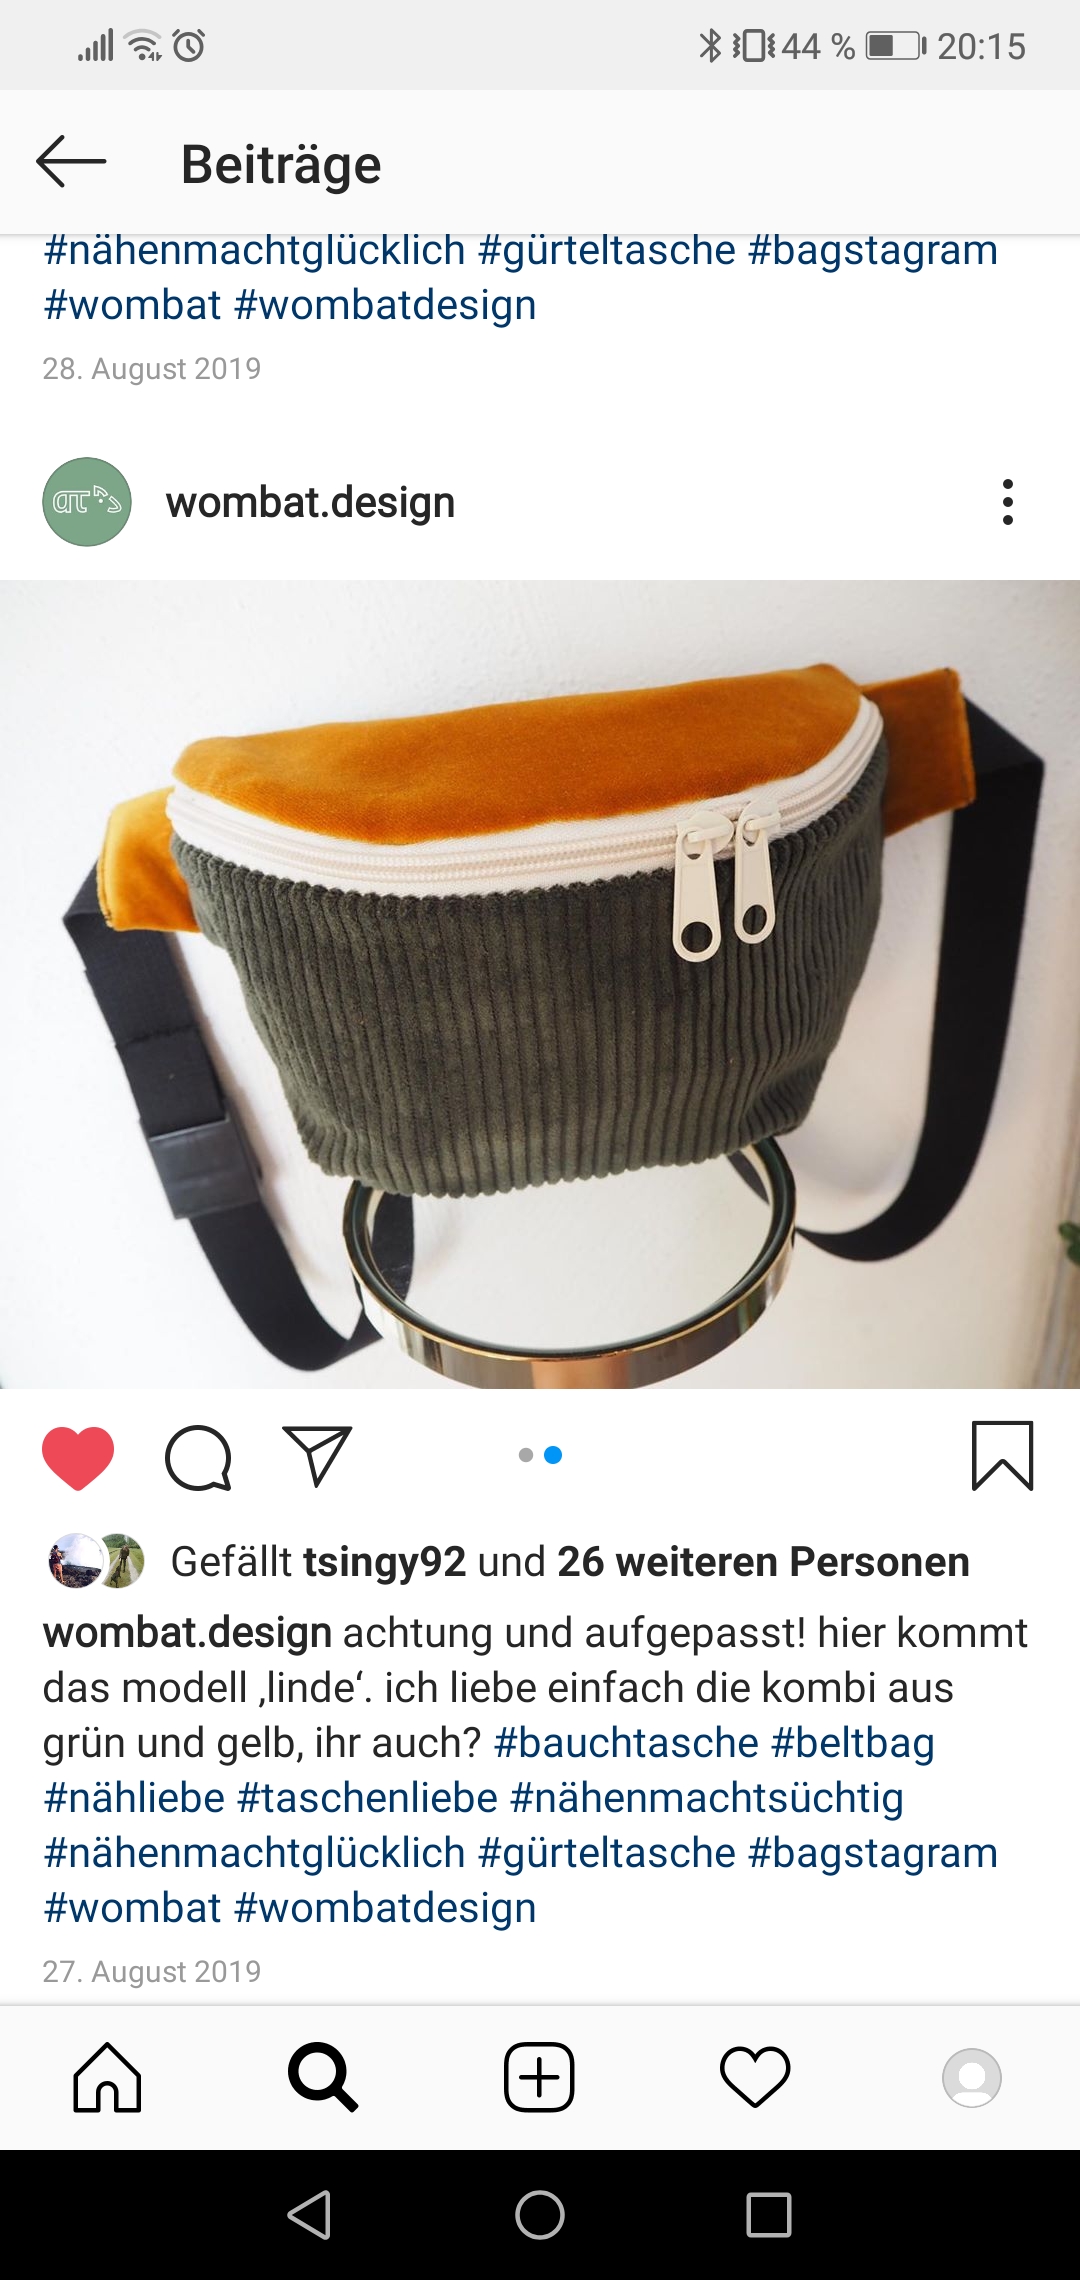 44 % 20:15
Beiträge
#nähenmachtglücklich #gürteltasche #bagstagram
#wombat #wombatdesign
28. August 2019
wombat.design
Gefällt tsingy92 und 26 weiteren Personen
wombat.design achtung und aufgepasst! hier kommt
das modell ‚linde‘. ich liebe einfach die kombi aus
grün und gelb, ihr auch? #bauchtasche #beltbag
#nähliebe #taschenliebe #nähenmachtsüchtig
#nähenmachtglücklich #gürteltasche #bagstagram
#wombat #wombatdesign
27. August 2019